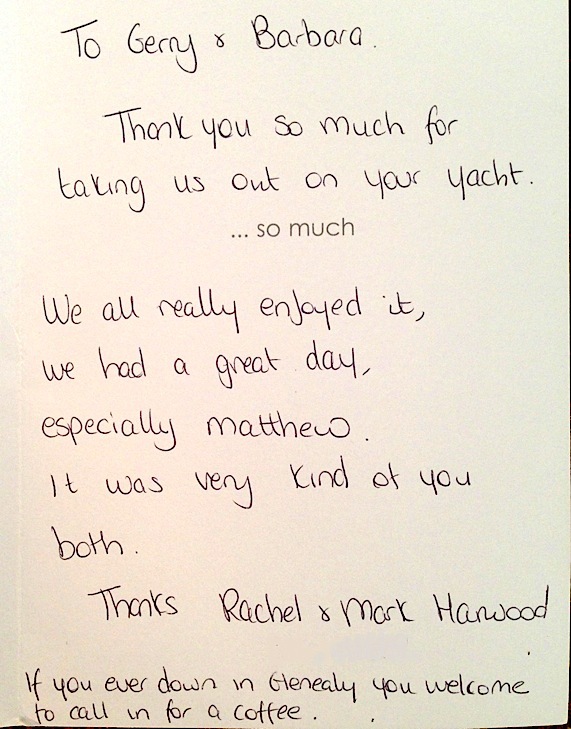 To Gerry & Barbara.
Thank you so much for
taking us out on your yacht.
... so much
We all really enjoyed it,
we had a great day,
especially matthew.
It was very kind of you
both.
Thanks Rachel & Mark Harwood
If you ever down in Glenealy you welcome
to call in for a coffee.